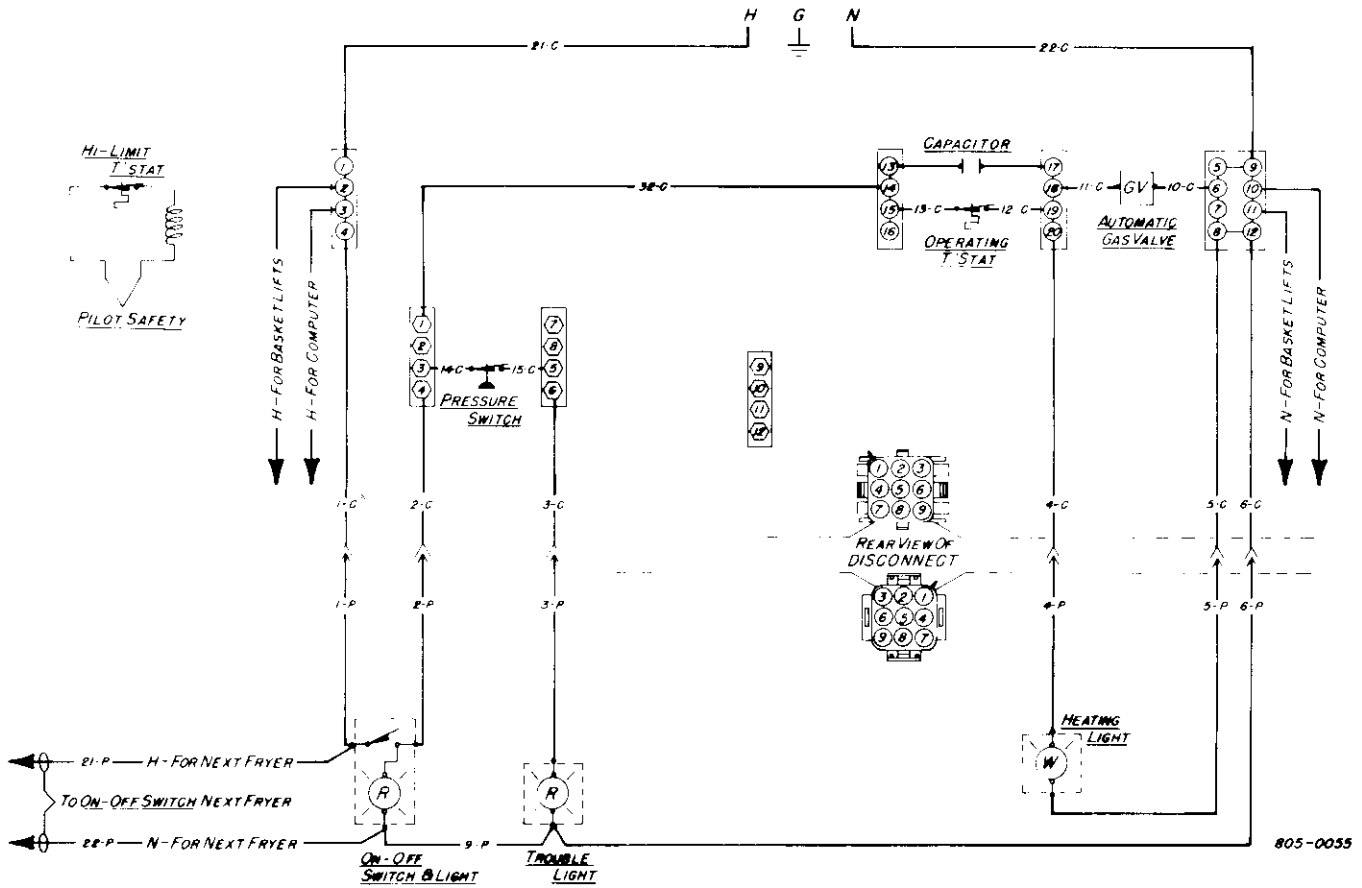 H G N
21-C
22-C
HI-LIMIT
T'STAT
PILOT SAFETY
1
2
3
4
H-FOR BASKET LIFTS
H-FOR COMPUTER
32-C
CAPACITOR
13
14
15
16
17
18
19
20
13-C
12-C
OPERATING
T'STAT
11-C
GV
10-C
AUTOMATIC
GAS VALVE
5 9
6 10
7 11
8 12
N-FOR BASKET LIFTS
N-FOR COMPUTER
1
2
3
4
14-C
15-C
PRESSURE
SWITCH
7
8
5
6
9
10
11
12
1 2 3
4 5 6
7 8 9
REAR VIEW OF
DISCONNECT
3 2 1
6 5 4
9 8 7
1-C
2-C
3-C
4-C
5-C
6-C
1-P
2-P
3-P
4-P
5-P
6-P
HEATING
LIGHT
W
21-P H-FOR NEXT FRYER
TO ON-OFF SWITCH NEXT FRYER
22-P N-FOR NEXT FRYER
R
R
9-P
ON-OFF
SWITCH & LIGHT
TROUBLE
LIGHT
805-0055